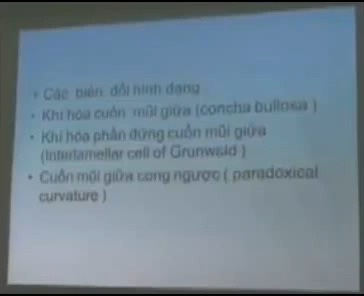 • Các biến đổi hình dạng
• Khí hóa cuốn mũi giữa (concha bullosa )
• Khí hóa phần đứng cuốn mũi giữa
(Interlamellar cell of Grunwald )
• Cuốn mũi giữa cong ngược ( paradoxical
curvature )